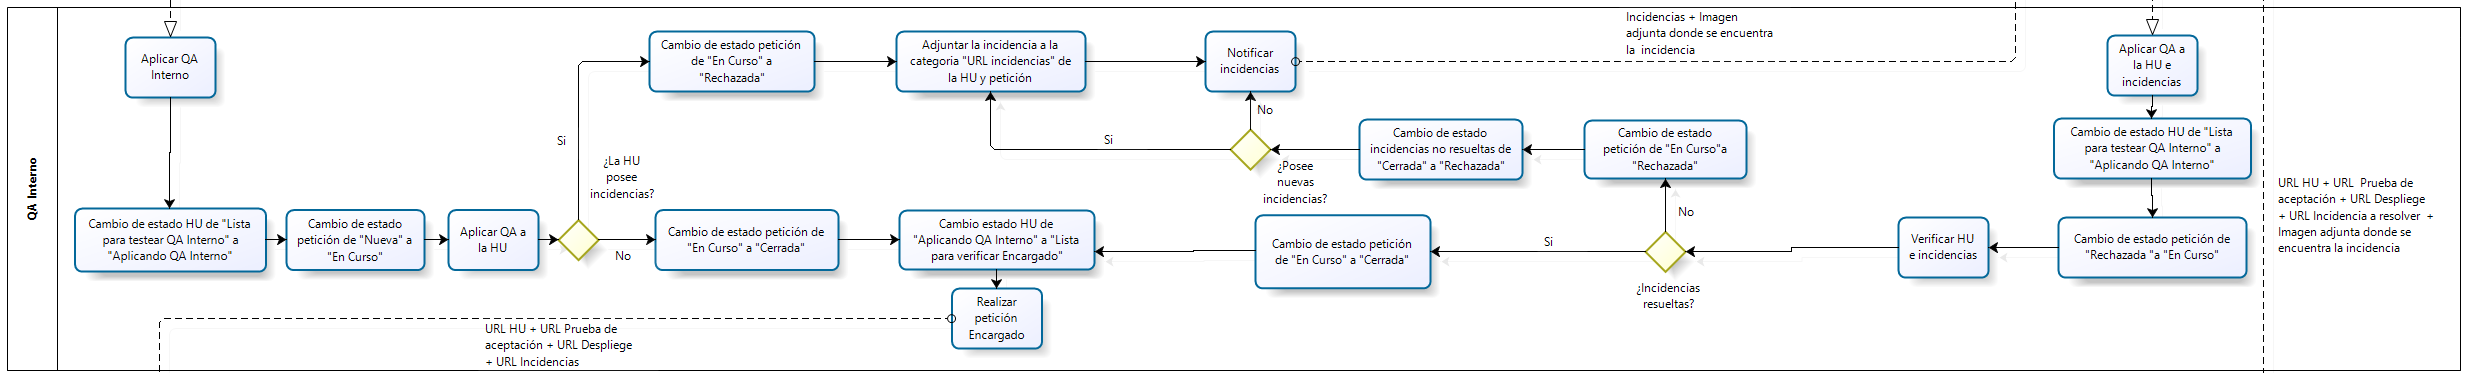 QA Interno
Aplicar QA
Interno
Cambio de estado HU de "Lista
para testear QA Interno" a
"Aplicando QA Interno"
Cambio de estado
petición de "Nueva" a
"En Curso"
Aplicar QA a
la HU
¿La HU
posee
incidencias?
Si
No
Cambio de estado petición
de "En Curso" a
"Rechazada"
Adjuntar la incidencia a la
categoria "URL incidencias" de
la HU y petición
Notificar
incidencias
Incidencias + Imagen
adjunta donde se encuentra
la incidencia
Cambio de estado petición de
"En Curso" a "Cerrada"
Cambio estado HU de
"Aplicando QA Interno" a "Lista
para verificar Encargado"
Realizar
petición
Encargado
URL HU + URL Prueba de
aceptación + URL Despliege
+ URL Incidencias
No
Si
¿Posee
nuevas
incidencias?
Cambio de estado
incidencias no resueltas de
"Cerrada" a "Rechazada"
Cambio de estado
petición de "En Curso"a
"Rechazada"
Cambio de estado petición
de "En Curso" a "Cerrada"
Si
No
¿Incidencias
resueltas?
Verificar HU
e incidencias
Aplicar QA a
la HU e
incidencias
Cambio de estado HU de "Lista
para testear QA Interno" a
"Aplicando QA Interno"
Cambio de estado petición de
"Rechazada "a "En Curso"
URL HU + URL Prueba de
aceptación + URL Despliege
+ URL Incidencia a resolver +
Imagen adjunta donde se
encuentra la incidencia